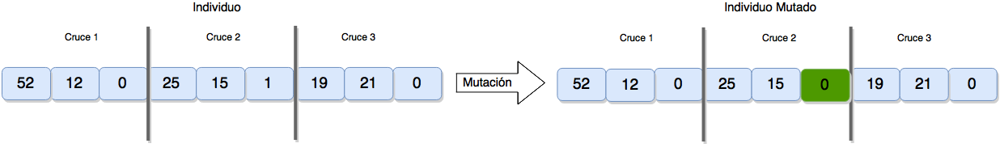 Individuo
Individuo Mutado
Cruce 1 Cruce 2 Cruce 3
Cruce 1 Cruce 2 Cruce 3
52 12 0 25 15 1 19 21 0
Mutación
52 12 0 25 15 0 19 21 0